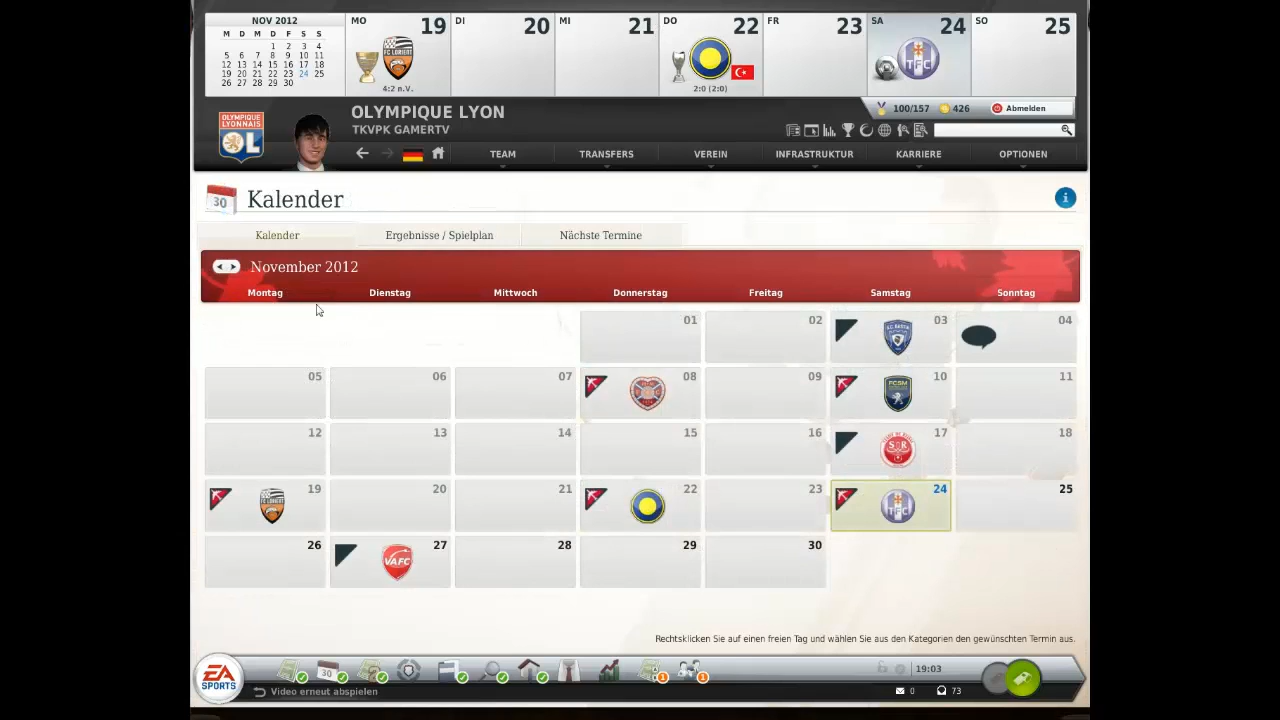 NOV 2012
M D M D F S S
1 2 3 4
5 6 7 8 9 10 11
12 13 14 15 16 17 18
19 20 21 22 23 24 25
26 27 28 29 30
MO 19
4:2 n.V.
DI 20
MI 21
DO 22
2:0 (2:0)
FR 23
SA 24
SO 25
100/157 426 Abmelden
OLYMPIQUE LYON
TKVPK GAMERTV
TEAM TRANSFERS VEREIN INFRASTRUKTUR KARRIERE OPTIONEN
30 Kalender
Kalender Ergebnisse / Spielplan Nächste Termine
November 2012
Montag Dienstag Mittwoch Donnerstag Freitag Samstag Sonntag
01 02 03 04
05 06 07 08 09 10 11
12 13 14 15 16 17 18
19 20 21 22 23 24 25
26 27 28 29 30
Rechtsklicken Sie auf einen freien Tag und wählen Sie aus den Kategorien den gewünschten Termin aus.
EA SPORTS
30
1 1
19:03
Video erneut abspielen
0 73